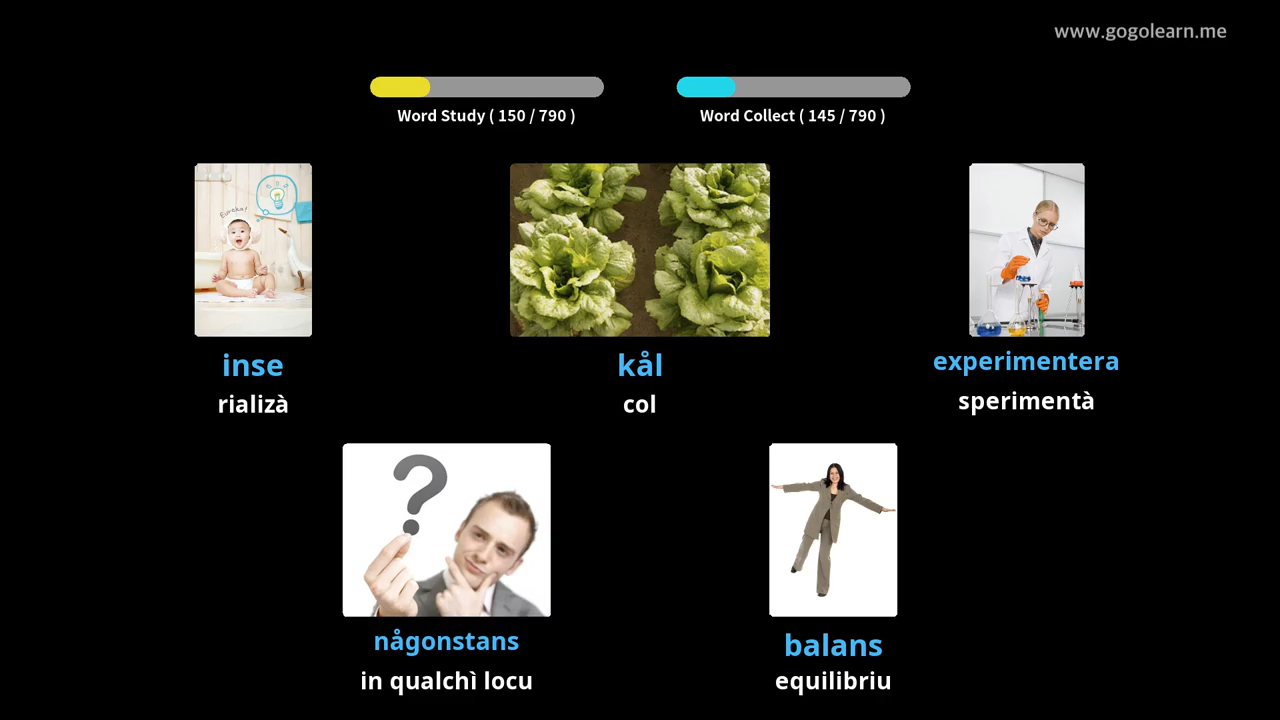 www.gogolearn.me
Word Study ( 150 / 790 )
Word Collect ( 145 / 790 )
Eureka!
inse
rializà
kål
col
experimentera
sperimentà
någonstans
in qualchì locu
balans
equilibriu